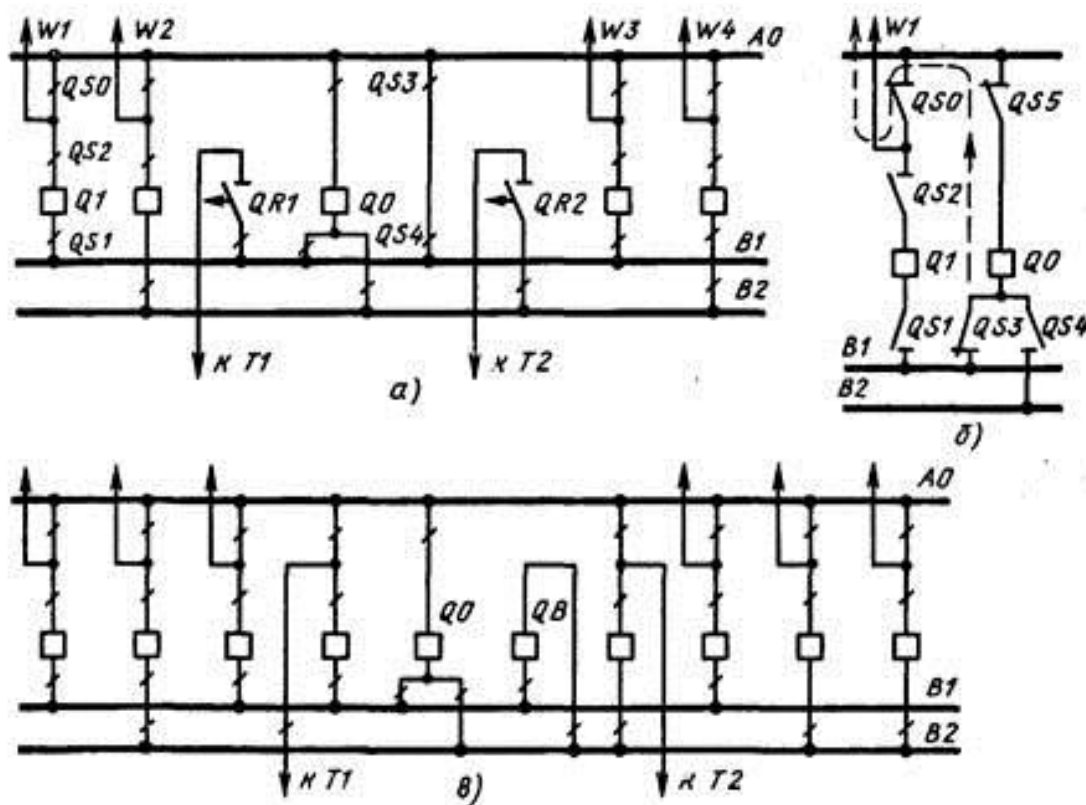 W1 W2 W3 W4 A0
QS0 QS3
QS2
Q1 QR1 Q0 QR2
QS1 QS4 B1
B2
к T1 к T2
а)
W1
QS0 QS5
QS2
Q1 Q0
QS1 QS3 QS4
B1
B2
б)
A0
Q0 QB
B1
B2
к T1 в) к T2